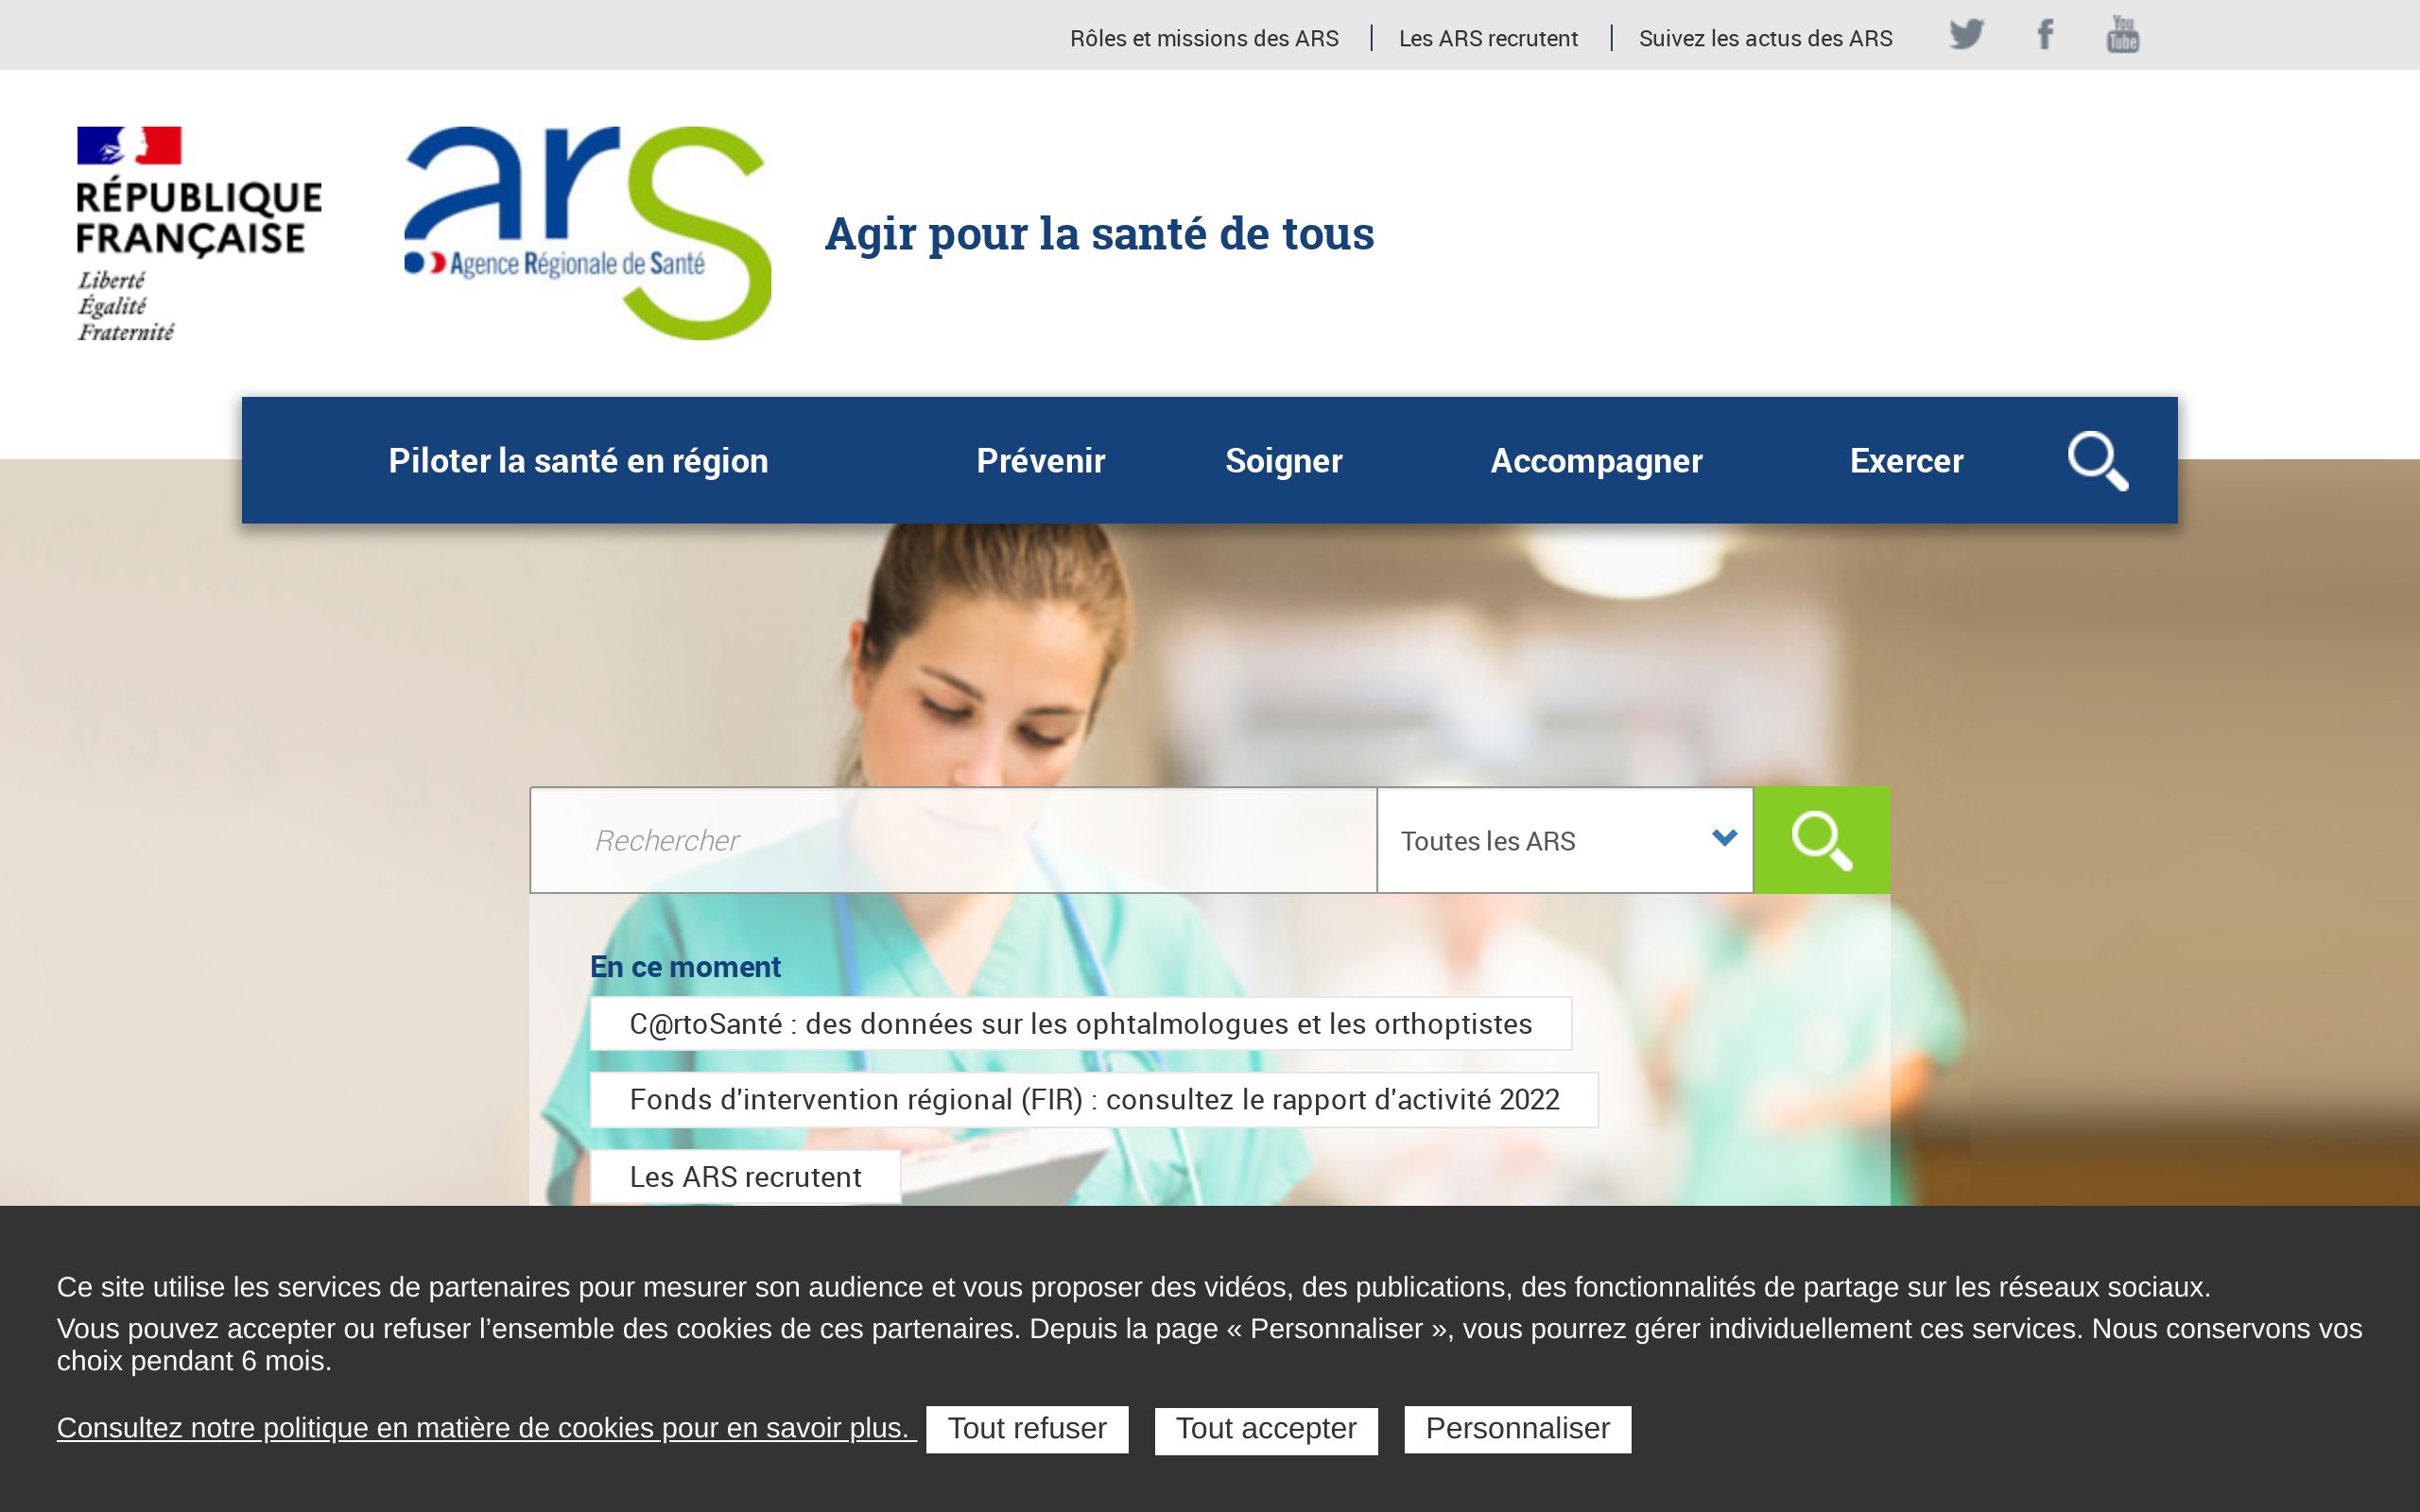 Rôles et missions des ARS
Les ARS recrutent
Suivez les actus des ARS
You
Tube
RÉPUBLIQUE
FRANÇAISE
Liberté
Égalité
Fraternité
ars
Agence Régionale de Santé
Agir pour la santé de tous
Piloter la santé en région
Prévenir
Soigner
Accompagner
Exercer
Rechercher
Toutes les ARS
En ce moment
C@rtoSanté : des données sur les ophtalmologues et les orthoptistes
Fonds d'intervention régional (FIR) : consultez le rapport d'activité 2022
Les ARS recrutent
Ce site utilise les services de partenaires pour mesurer son audience et vous proposer des vidéos, des publications, des fonctionnalités de partage sur les réseaux sociaux.
Vous pouvez accepter ou refuser l’ensemble des cookies de ces partenaires. Depuis la page « Personnaliser », vous pourrez gérer individuellement ces services. Nous conservons vos
choix pendant 6 mois.
Consultez notre politique en matière de cookies pour en savoir plus.
Tout refuser
Tout accepter
Personnaliser